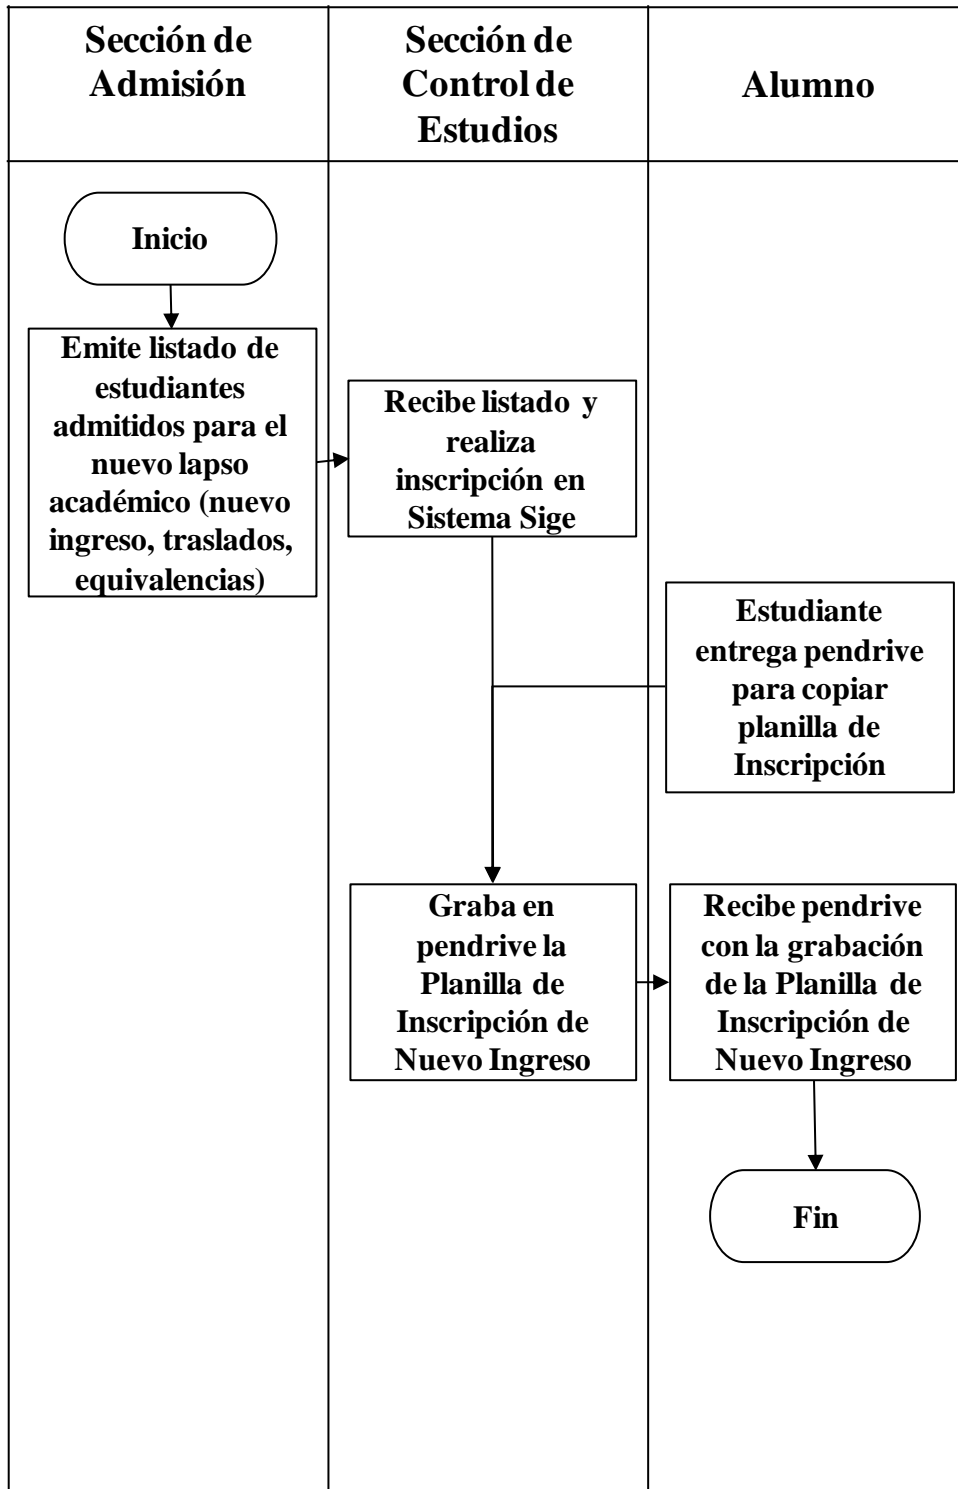 Sección de
Admisión
Sección de
Control de
Estudios
Alumno
Inicio
Emite listado de
estudiantes
admitidos para el
nuevo lapso
académico (nuevo
ingreso, traslados,
equivalencias)
Recibe listado y
realiza
inscripción en
Sistema Sige
Estudiante
entrega pendrive
para copiar
planilla de
Inscripción
Graba en
pendrive la
Planilla de
Inscripción de
Nuevo Ingreso
Recibe pendrive
con la grabación
de la Planilla de
Inscripción de
Nuevo Ingreso
Fin